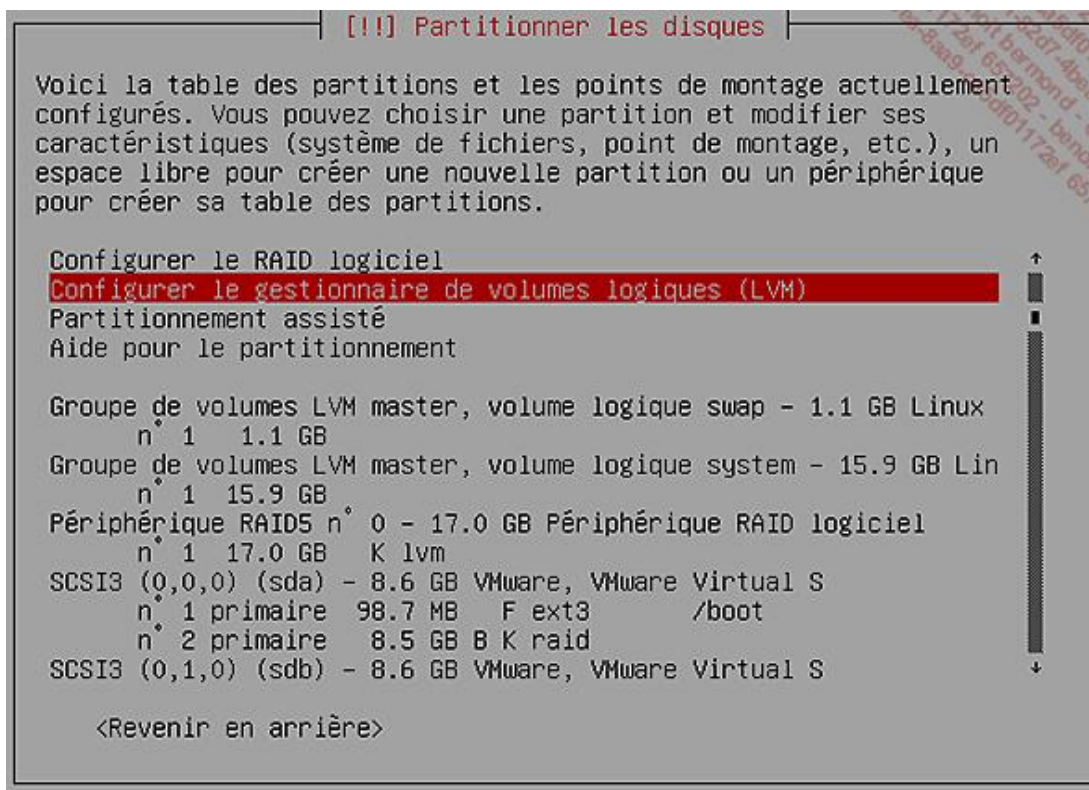 [!!] Partitionner les disques
Voici la table des partitions et les points de montage actuellement
configurés. Vous pouvez choisir une partition et modifier ses
caractéristiques (système de fichiers, point de montage, etc.), un
espace libre pour créer une nouvelle partition ou un périphérique
pour créer sa table des partitions.
Configurer le RAID logiciel
Configurer le gestionnaire de volumes logiques (LVM)
Partitionnement assisté
Aide pour le partitionnement
Groupe de volumes LVM master, volume logique swap - 1.1 GB Linux
n° 1 1.1 GB
Groupe de volumes LVM master, volume logique system - 15.9 GB Lin
n° 1 15.9 GB
Périphérique RAID5 n° 0 - 17.0 GB Périphérique RAID logiciel
n° 1 17.0 GB K lvm
SCSI3 (0,0,0) (sda) - 8.6 GB VMware, VMware Virtual S
n° 1 primaire 98.7 MB F ext3 /boot
n° 2 primaire 8.5 GB B K raid
SCSI3 (0,1,0) (sdb) - 8.6 GB VMware, VMware Virtual S
<Revenir en arrière>